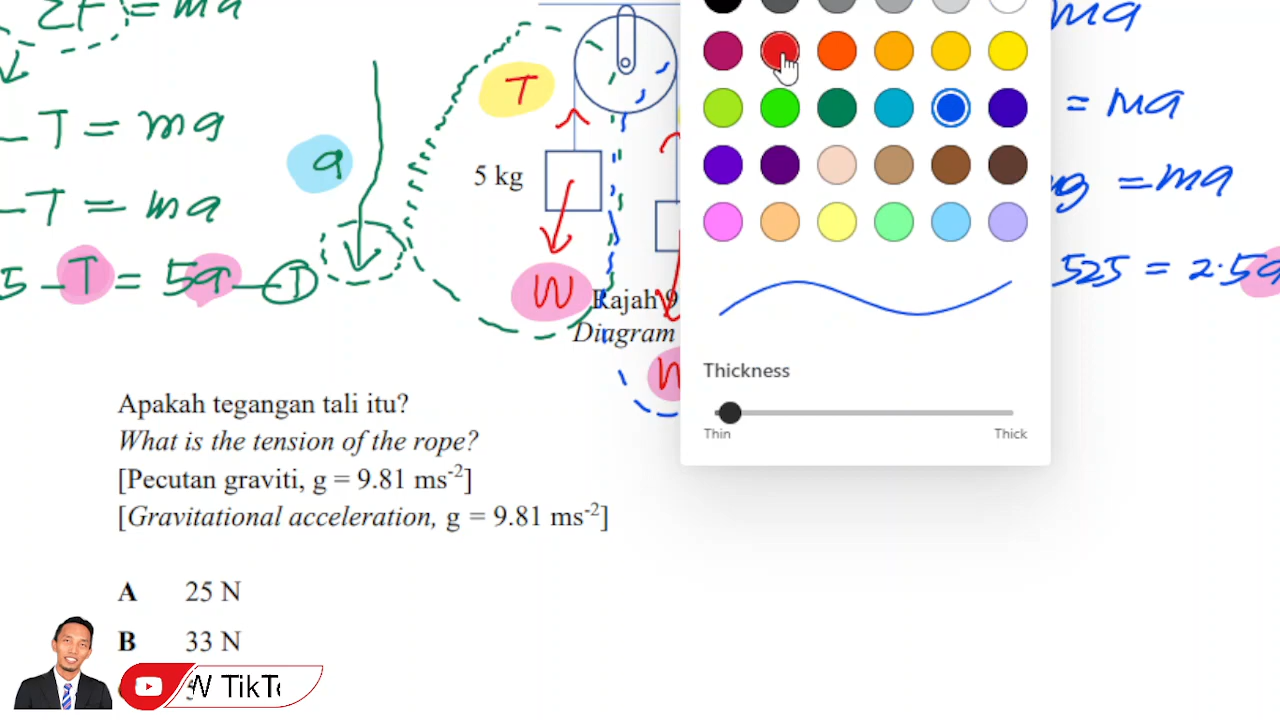 ΣF = ma
ma
T
– T = ma
= ma
a
5 kg
– T = ma
g = ma
5 – T = 5a – I
525 = 2.5a
W
Rajah 9
Diagram
Thickness
Apakah tegangan tali itu?
Thin
Thick
What is the tension of the rope?
[Pecutan graviti, g = 9.81 ms-2]
[Gravitational acceleration, g = 9.81 ms-2]
A 25 N
B 33 N
W TikTo